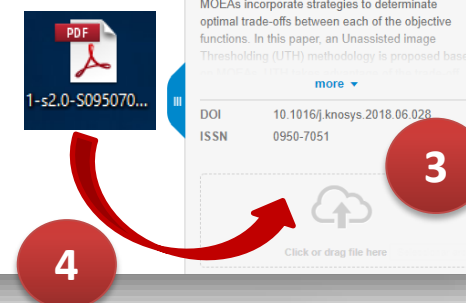 MOEAs incorporate strategies to determinate
optimal trade-offs between each of the objective
functions. In this paper, an Unassisted image
Thresholding (UTH) methodology is proposed base
more
PDF
1-s2.0-S095070...
DOI 10.1016/j.knosys.2018.06.028
ISSN 0950-7051
3
Click or drag file here
4